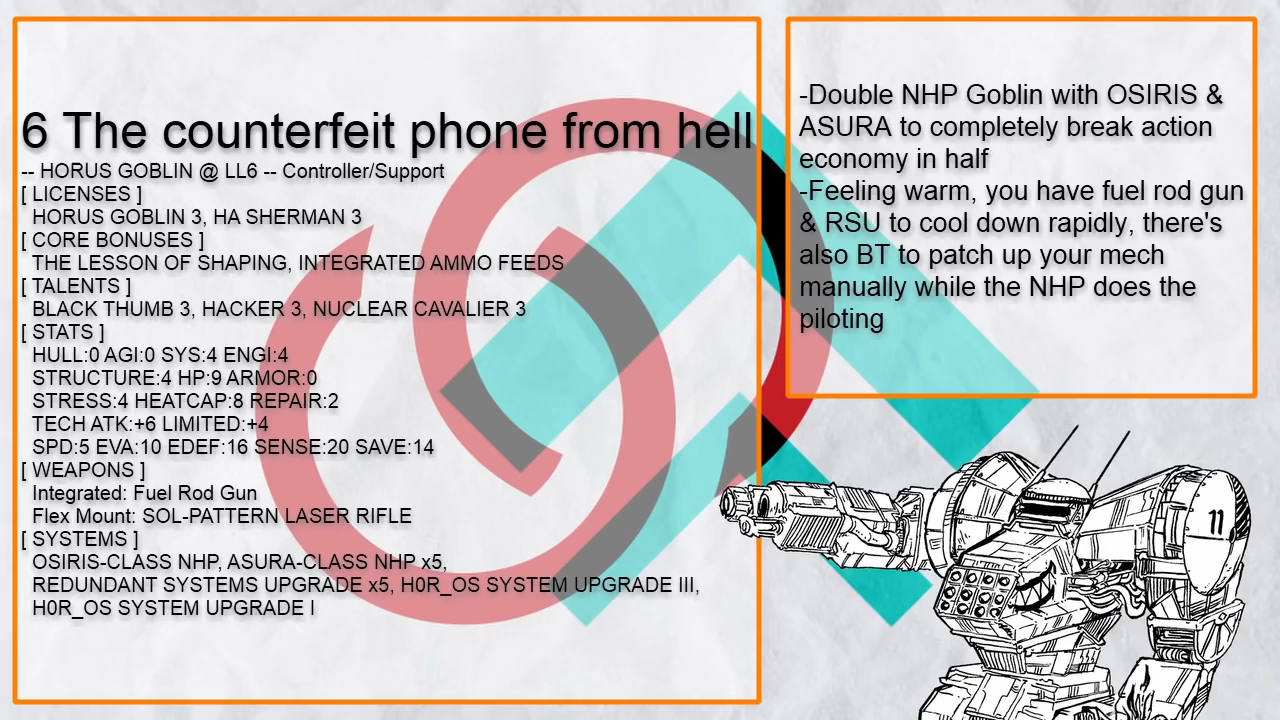 6 The counterfeit phone from hell
-- HORUS GOBLIN @ LL6 -- Controller/Support
[ LICENSES ]
HORUS GOBLIN 3, HA SHERMAN 3
[ CORE BONUSES ]
THE LESSON OF SHAPING, INTEGRATED AMMO FEEDS
[ TALENTS ]
BLACK THUMB 3, HACKER 3, NUCLEAR CAVALIER 3
[ STATS ]
HULL:0 AGI:0 SYS:4 ENGI:4
STRUCTURE:4 HP:9 ARMOR:0
STRESS:4 HEATCAP:8 REPAIR:2
TECH ATK:+6 LIMITED:+4
SPD:5 EVA:10 EDEF:16 SENSE:20 SAVE:14
[ WEAPONS ]
Integrated: Fuel Rod Gun
Flex Mount: SOL-PATTERN LASER RIFLE
[ SYSTEMS ]
OSIRIS-CLASS NHP, ASURA-CLASS NHP x5,
REDUNDANT SYSTEMS UPGRADE x5, H0R_OS SYSTEM UPGRADE III,
H0R_OS SYSTEM UPGRADE I
-Double NHP Goblin with OSIRIS &
ASURA to completely break action
economy in half
-Feeling warm, you have fuel rod gun
& RSU to cool down rapidly, there's
also BT to patch up your mech
manually while the NHP does the
piloting
11